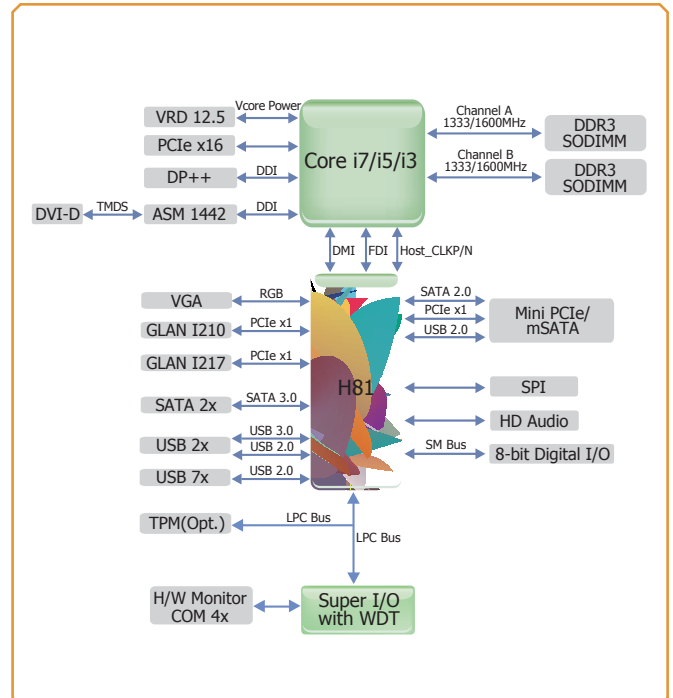 Vcore Power
VRD 12.5
PCIe x16
DDI
DP++
TMDS
DDI
DVI-D
ASM 1442
Core i7/i5/i3
Channel A
1333/1600MHz
DDR3
SODIMM
Channel B
1333/1600MHz
DDR3
SODIMM
DMI
FDI
Host_CLKP/N
RGB
VGA
PCIe x1
GLAN I210
PCIe x1
GLAN I217
SATA 3.0
SATA 2x
USB 3.0
USB 2x
USB 2.0
USB 2.0
USB 7x
H81
SATA 2.0
PCIe x1
USB 2.0
Mini PCIe/
mSATA
SPI
HD Audio
SM Bus
8-bit Digital I/O
LPC Bus
TPM(Opt.)
LPC Bus
H/W Monitor
COM 4x
Super I/O
with WDT